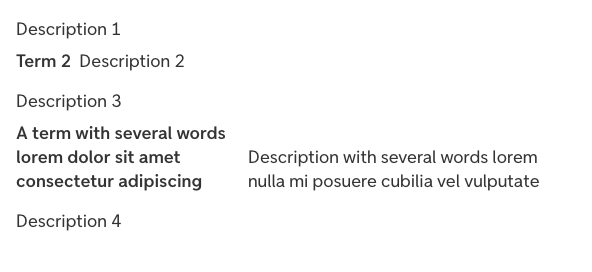 Description 1
Term 2 Description 2
Description 3
A term with several words
lorem dolor sit amet
consectetur adipiscing
Description with several words lorem
nulla mi posuere cubilia vel vulputate
Description 4